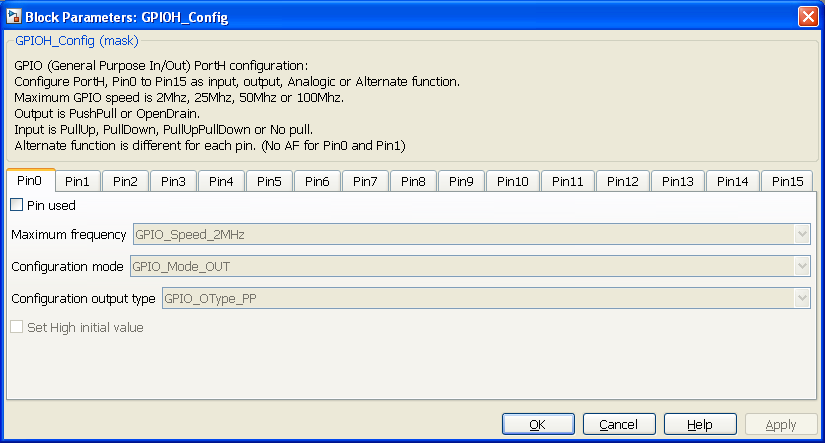 Block Parameters: GPIOH_Config
GPIOH_Config (mask)
GPIO (General Purpose In/Out) PortH configuration:
Configure PortH, Pin0 to Pin15 as input, output, Analogic or Alternate function.
Maximum GPIO speed is 2Mhz, 25Mhz, 50Mhz or 100Mhz.
Output is PushPull or OpenDrain.
Input is PullUp, PullDown, PullUpPullDown or No pull.
Alternate function is different for each pin. (No AF for Pin0 and Pin1)
Pin0 Pin1 Pin2 Pin3 Pin4 Pin5 Pin6 Pin7 Pin8 Pin9 Pin10 Pin11 Pin12 Pin13 Pin14 Pin15
Pin used
Maximum frequency GPIO_Speed_2MHz
Configuration mode GPIO_Mode_OUT
Configuration output type GPIO_OType_PP
Set High initial value
OK Cancel Help Apply